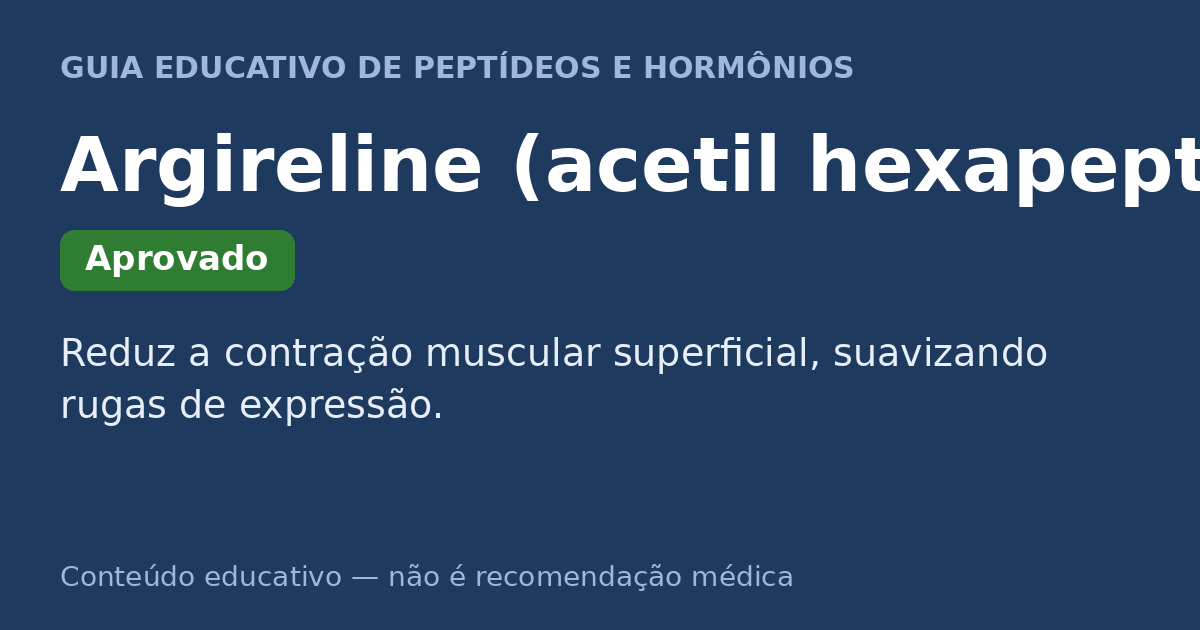 GUIA EDUCATIVO DE PEPTÍDEOS E HORMÔNIOS
Argireline (acetil hexapept
Aprovado
Reduz a contração muscular superficial, suavizando
rugas de expressão.
Conteúdo educativo — não é recomendação médica